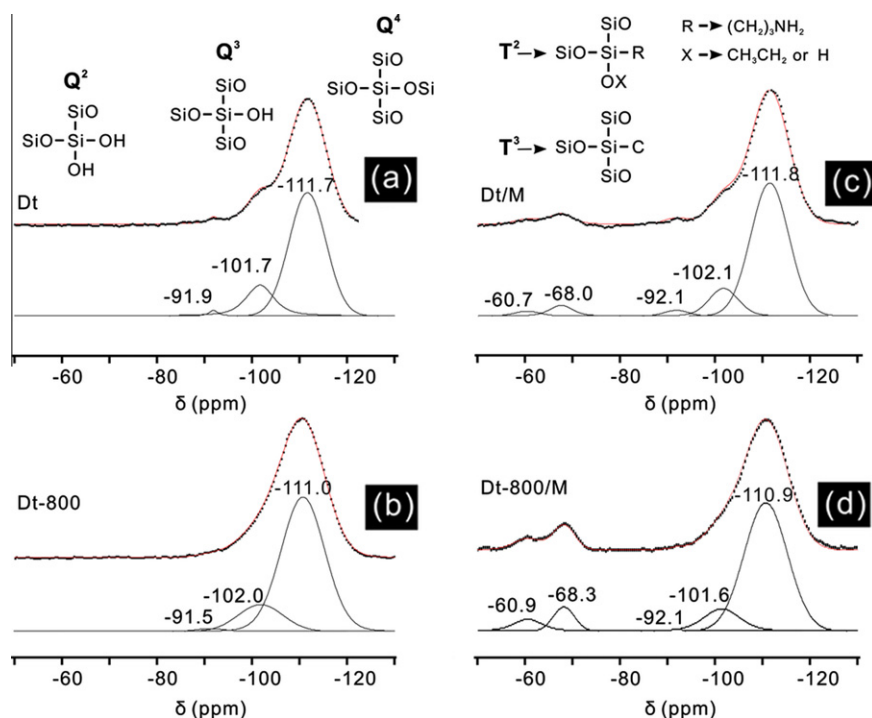 Q²
SiO
SiO Si OH
OH
Q³
SiO
SiO Si OH
SiO
Q⁴
SiO
SiO Si OSi
SiO
Dt
(a)
-91.9
-101.7
-111.7
-60 -80 -100 -120
δ (ppm)
T²
SiO
SiO Si R
OX
R (CH₂)₃NH₂
X CH₃CH₂ or H
T³
SiO
SiO Si C
SiO
Dt/M
(c)
-60.7
-68.0
-92.1
-102.1
-111.8
-60 -80 -100 -120
δ (ppm)
Dt-800
(b)
-91.5
-102.0
-111.0
-60 -80 -100 -120
δ (ppm)
Dt-800/M
(d)
-60.9
-68.3
-92.1
-101.6
-110.9
-60 -80 -100 -120
δ (ppm)